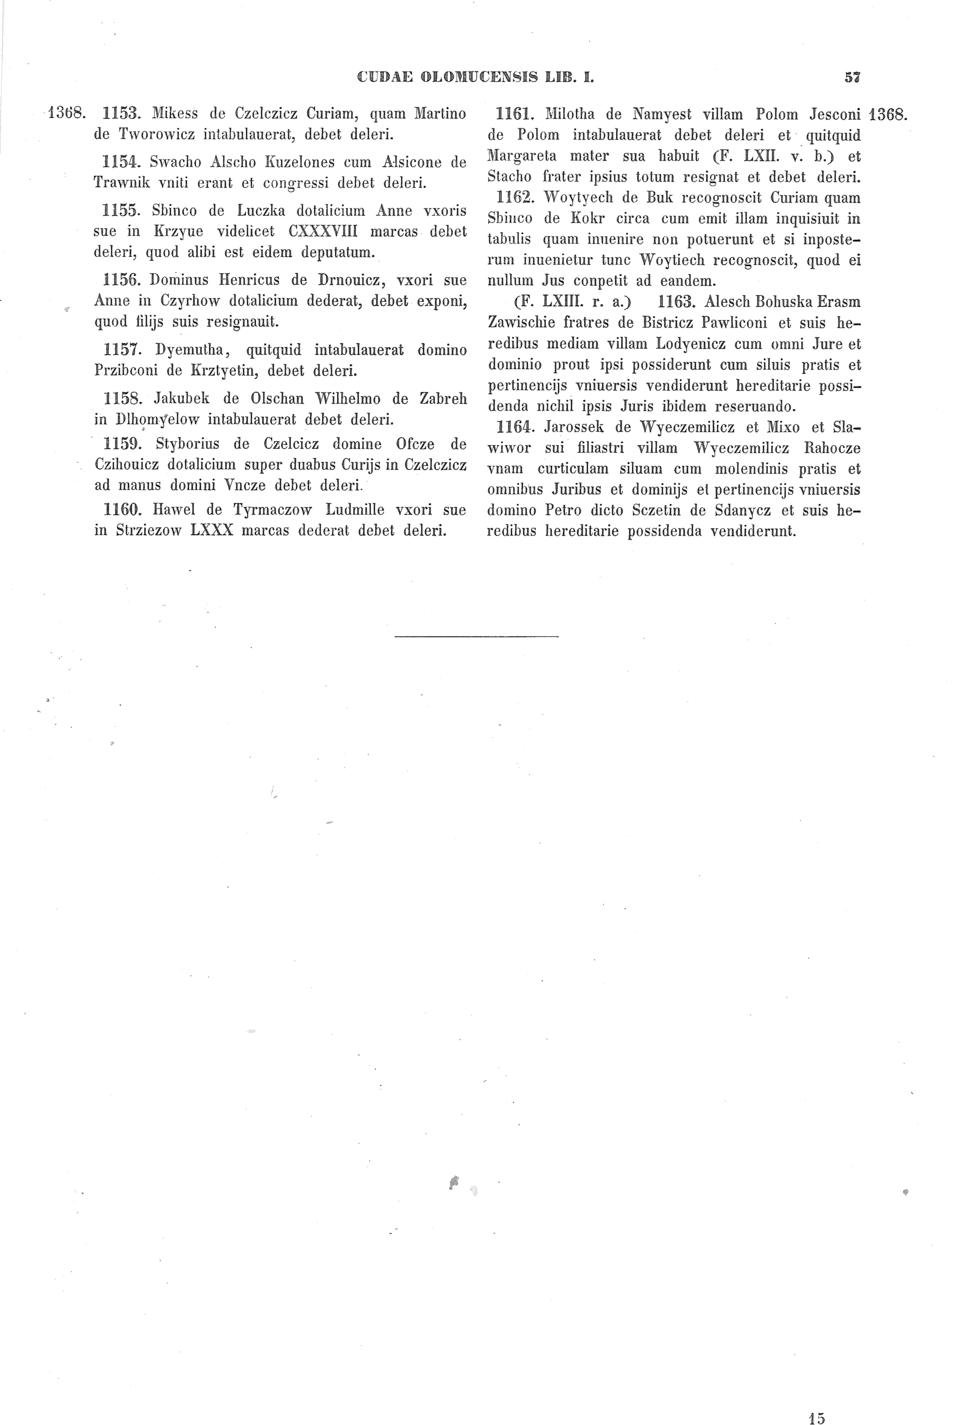 CUDAE OLOMUCENSIS LIB. I. 57
1368. 1153. Mikess de Czelczicz Curiam, quam Martino
de Tworowicz intabulauerat, debet deleri.
1154. Swacho Alscho Kuzelones cum Alsicone de
Trawnik vniti erant et congressi debet deleri.
1155. Sbinco de Luczka dotalicium Anne vxoris
sue in Krzyue videlicet CXXXVIII marcas debet
deleri, quod alibi est eidem deputatum.
1156. Dominus Henricus de Drnouicz, vxori sue
Anne in Czyrhow dotalicium dederat, debet exponi,
quod filijs suis resignauit.
1157. Dyemutha, quitquid intabulauerat domino
Przibconi de Krztyetin, debet deleri.
1158. Jakubek de Olschan Wilhelmo de Zabreh
in Dlhomyelow intabulauerat debet deleri.
1159. Styborius de Czelcicz domine Ofcze de
Czihouicz dotalicium super duabus Curijs in Czelczicz
ad manus domini Vncze debet deleri.
1160. Hawel de Tyrmaczow Ludmille vxori sue
in Strziezow LXXX marcas dederat debet deleri.
1161. Milotha de Namyest villam Polom Jesconi 1368.
de Polom intabulauerat debet deleri et quitquid
Margareta mater sua habuit (F. LXII. v. b.) et
Stacho frater ipsius totum resignat et debet deleri.
1162. Woytyech de Buk recognoscit Curiam quam
Sbinco de Kokr circa cum emit illam inquisiuit in
tabulis quam inuenire non potuerunt et si inposte-
rum inuenietur tunc Woytiech recognoscit, quod ei
nullum Jus conpetit ad eandem.
(F. LXIII. r. a.) 1163. Alesch Bohuska Erasm
Zawischie fratres de Bistricz Pawliconi et suis he-
redibus mediam villam Lodyenicz cum omni Jure et
dominio prout ipsi possiderunt cum siluis pratis et
pertinencijs vniuersis vendiderunt hereditarie possi-
denda nichil ipsis Juris ibidem reseruando.
1164. Jarossek de Wyeczemilicz et Mixo et Sla-
wiwor sui filiastri villam Wyeczemilicz Rahocze
vnam curticulam siluam cum molendinis pratis et
omnibus Juribus et dominijs et pertinencijs vniuersis
domino Petro dicto Sczetin de Sdanycz et suis he-
redibus hereditarie possidenda vendiderunt.
15